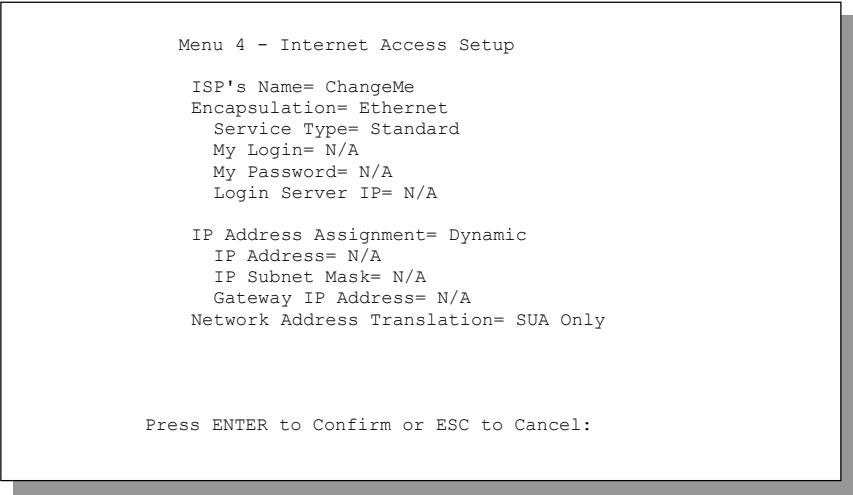 Menu 4 - Internet Access Setup
ISP's Name= ChangeMe
Encapsulation= Ethernet
Service Type= Standard
My Login= N/A
My Password= N/A
Login Server IP= N/A
IP Address Assignment= Dynamic
IP Address= N/A
IP Subnet Mask= N/A
Gateway IP Address= N/A
Network Address Translation= SUA Only
Press ENTER to Confirm or ESC to Cancel: